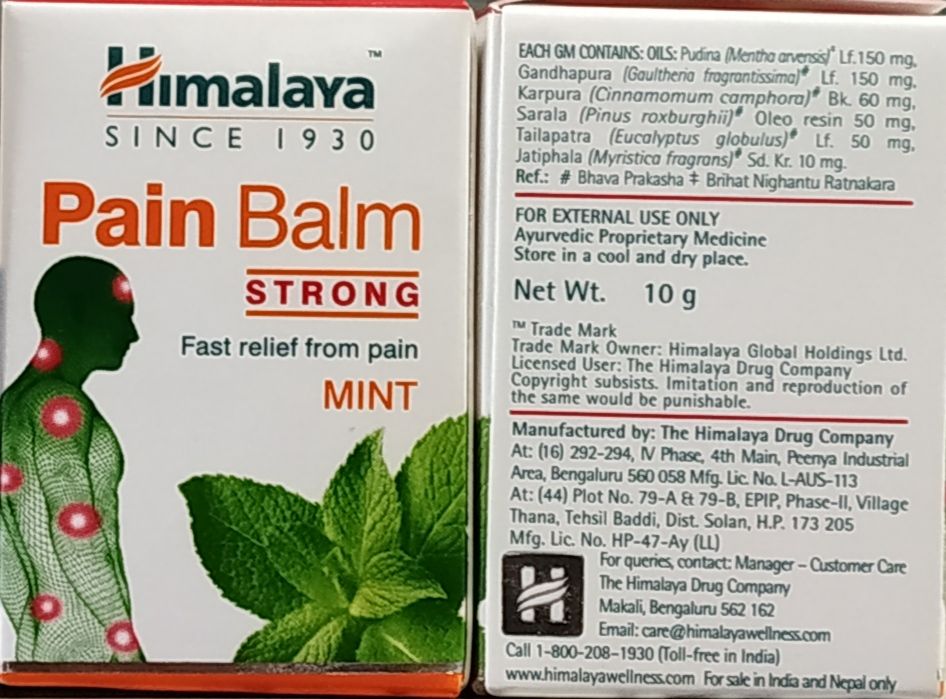 Himalaya™
SINCE 1930
Pain Balm
STRONG
Fast relief from pain
MINT
EACH GM CONTAINS: OILS: Pudina (Mentha arvensis)‡ Lf.150 mg,
Gandhapura (Gaultheria fragrantissima)# Lf. 150 mg,
Karpura (Cinnamomum camphora)# Bk. 60 mg,
Sarala (Pinus roxburghii)# Oleo resin 50 mg,
Tailapatra (Eucalyptus globulus)# Lf. 50 mg,
Jatiphala (Myristica fragrans)# Sd. Kr. 10 mg.
Ref.: # Bhava Prakasha ‡ Brihat Nighantu Ratnakara
FOR EXTERNAL USE ONLY
Ayurvedic Proprietary Medicine
Store in a cool and dry place.
Net Wt. 10 g
™ Trade Mark
Trade Mark Owner: Himalaya Global Holdings Ltd.
Licensed User: The Himalaya Drug Company
Copyright subsists. Imitation and reproduction of
the same would be punishable.
Manufactured by: The Himalaya Drug Company
At: (16) 292-294, IV Phase, 4th Main, Peenya Industrial
Area, Bengaluru 560 058 Mfg. Lic. No. L-AUS-113
At: (44) Plot No. 79-A & 79-B, EPIP, Phase-II, Village
Thana, Tehsil Baddi, Dist. Solan, H.P. 173 205
Mfg. Lic. No. HP-47-Ay (LL)
For queries, contact: Manager – Customer Care
The Himalaya Drug Company
Makali, Bengaluru 562 162
Email: care@himalayawellness.com
Call 1-800-208-1930 (Toll-free in India)
www.himalayawellness.com For sale in India and Nepal only